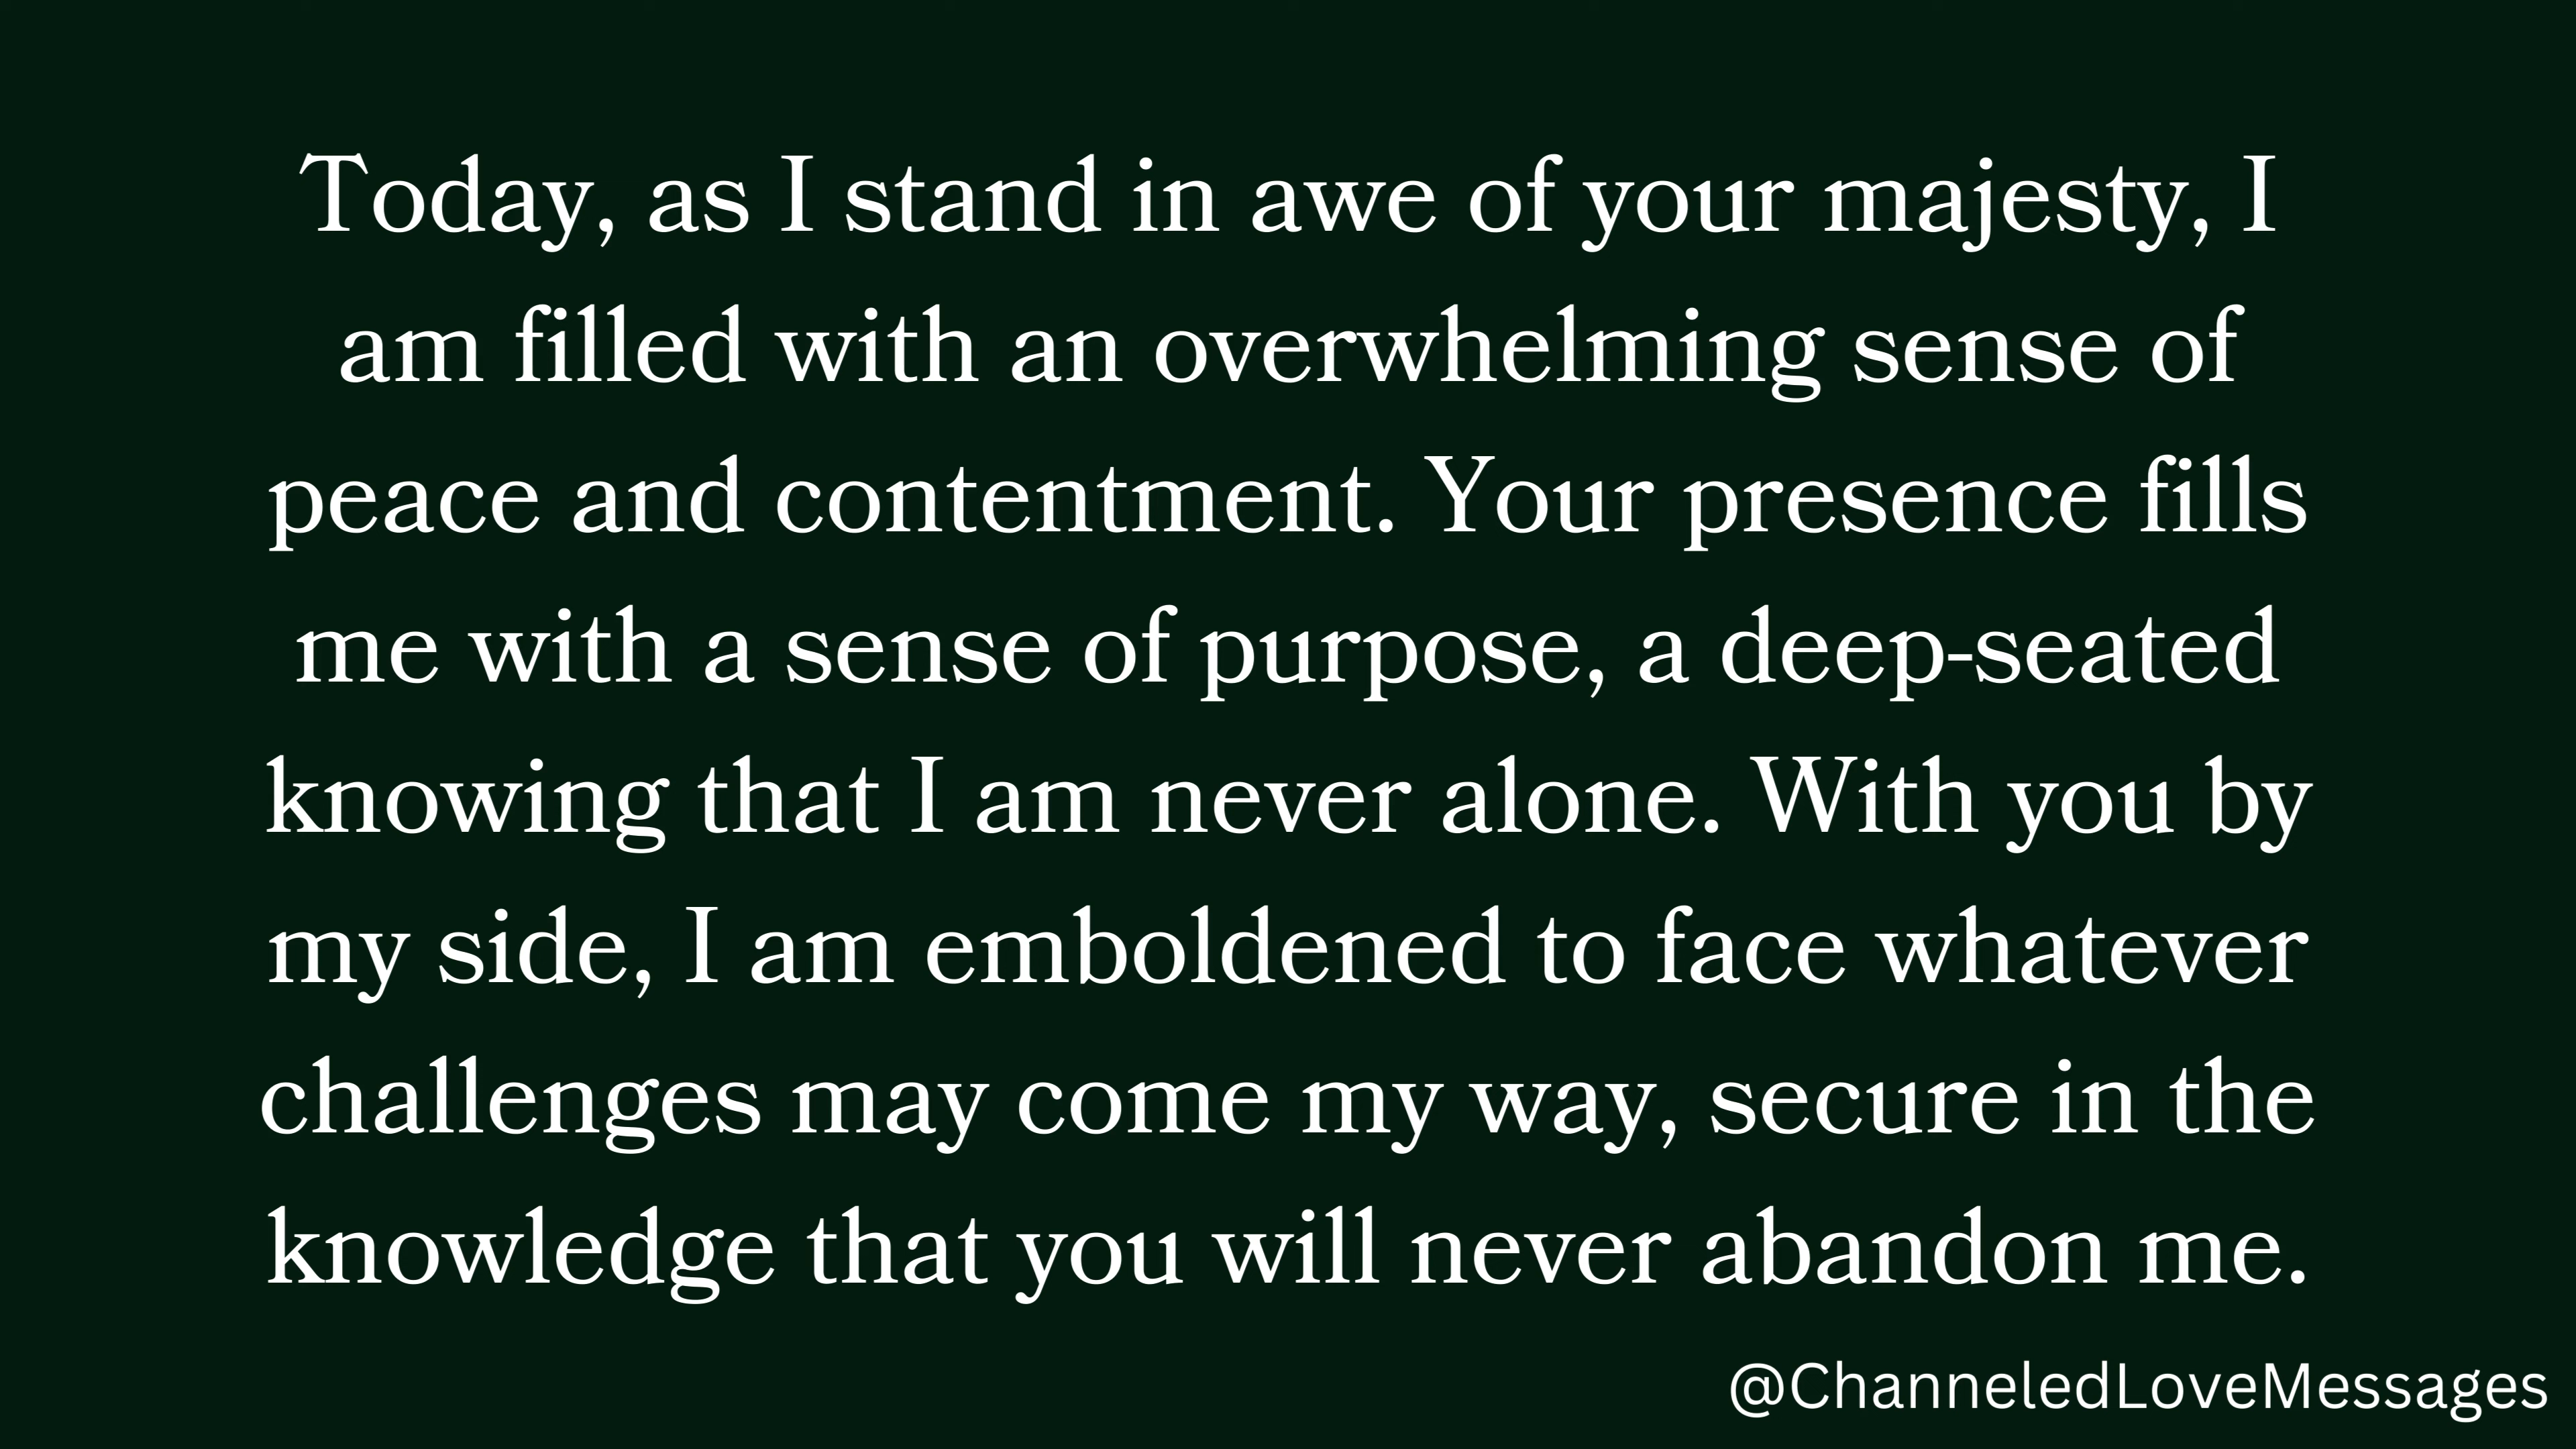 Today, as I stand in awe of your majesty, I
am filled with an overwhelming sense of
peace and contentment. Your presence fills
me with a sense of purpose, a deep-seated
knowing that I am never alone. With you by
my side, I am emboldened to face whatever
challenges may come my way, secure in the
knowledge that you will never abandon me.
@ChanneledLoveMessages